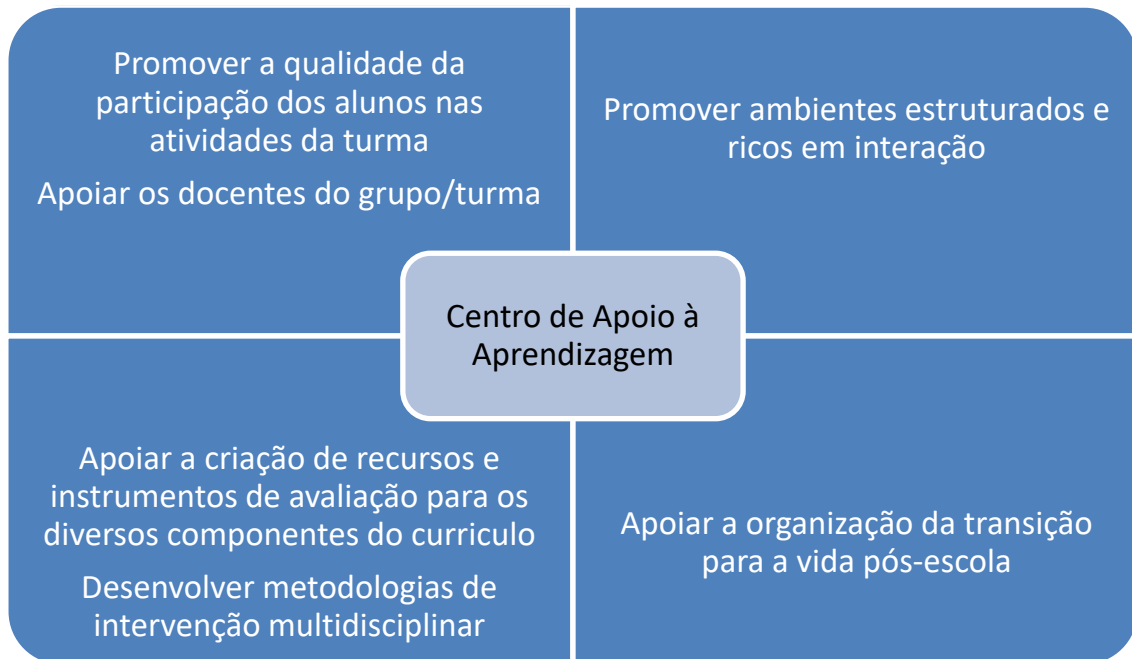 Promover a qualidade da
participação dos alunos nas
atividades da turma
Apoiar os docentes do grupo/turma
Promover ambientes estruturados e
ricos em interação
Centro de Apoio à
Aprendizagem
Apoiar a criação de recursos e
instrumentos de avaliação para os
diversos componentes do curriculo
Desenvolver metodologias de
intervenção multidisciplinar
Apoiar a organização da transição
para a vida pós-escola